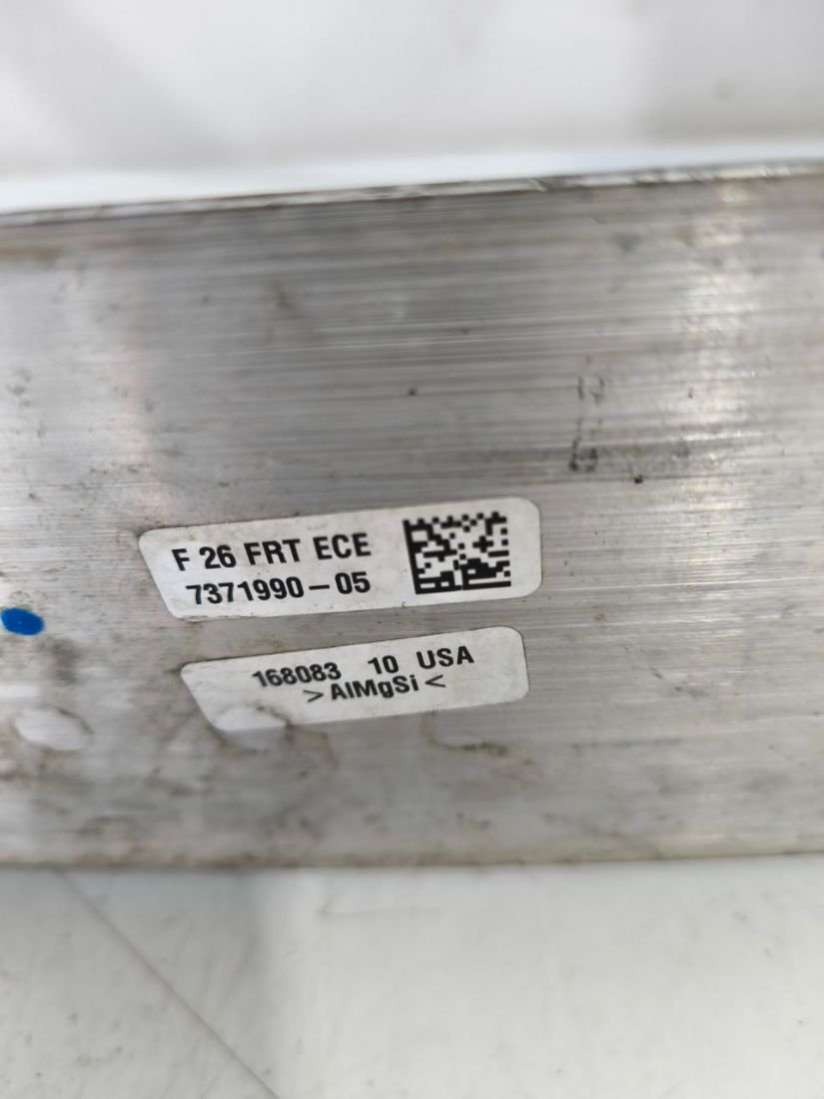 F 26 FRT ECE
7371990-05
168083 10 USA
>AlMgSi<